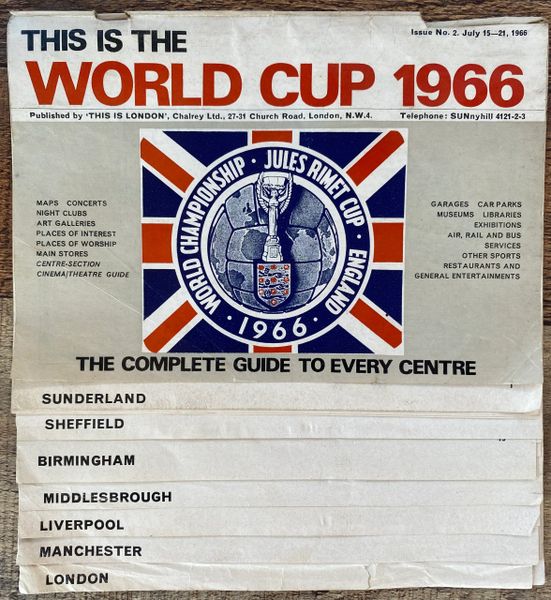 THIS IS THE
Issue No. 2. July 15—21, 1966
WORLD CUP 1966
Published by 'THIS IS LONDON', Chalrey Ltd., 27-31 Church Road, London, N.W.4. Telephone: SUNnyhill 4121-2-3
MAPS CONCERTS
NIGHT CLUBS
ART GALLERIES
PLACES OF INTEREST
PLACES OF WORSHIP
MAIN STORES
CENTRE-SECTION
CINEMA/THEATRE GUIDE
WORLD CHAMPIONSHIP · JULES RIMET CUP · ENGLAND
· 1966 ·
GARAGES CAR PARKS
MUSEUMS LIBRARIES
EXHIBITIONS
AIR, RAIL AND BUS
SERVICES
OTHER SPORTS
RESTAURANTS AND
GENERAL ENTERTAINMENTS
THE COMPLETE GUIDE TO EVERY CENTRE
SUNDERLAND
SHEFFIELD
BIRMINGHAM
MIDDLESBROUGH
LIVERPOOL
MANCHESTER
LONDON